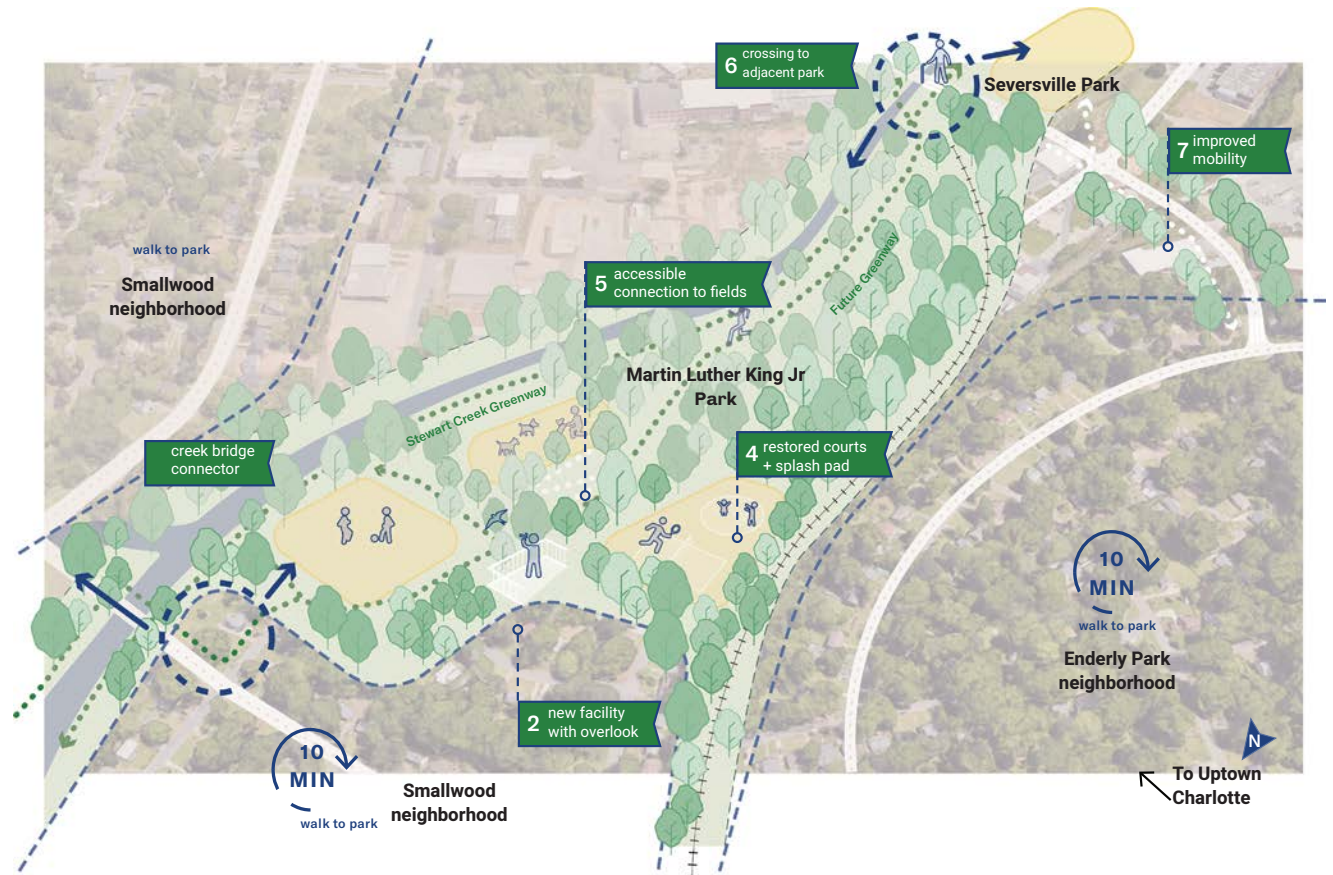 6 crossing to
adjacent park
Seversville Park
7 improved
mobility
walk to park
Smallwood
neighborhood
5 accessible
connection to fields
Future Greenway
Martin Luther King Jr
Park
Stewart Creek Greenway
creek bridge
connector
4 restored courts
+ splash pad
10
MIN
walk to park
Enderly Park
neighborhood
2 new facility
with overlook
10
MIN
walk to park
Smallwood
neighborhood
N
To Uptown
Charlotte